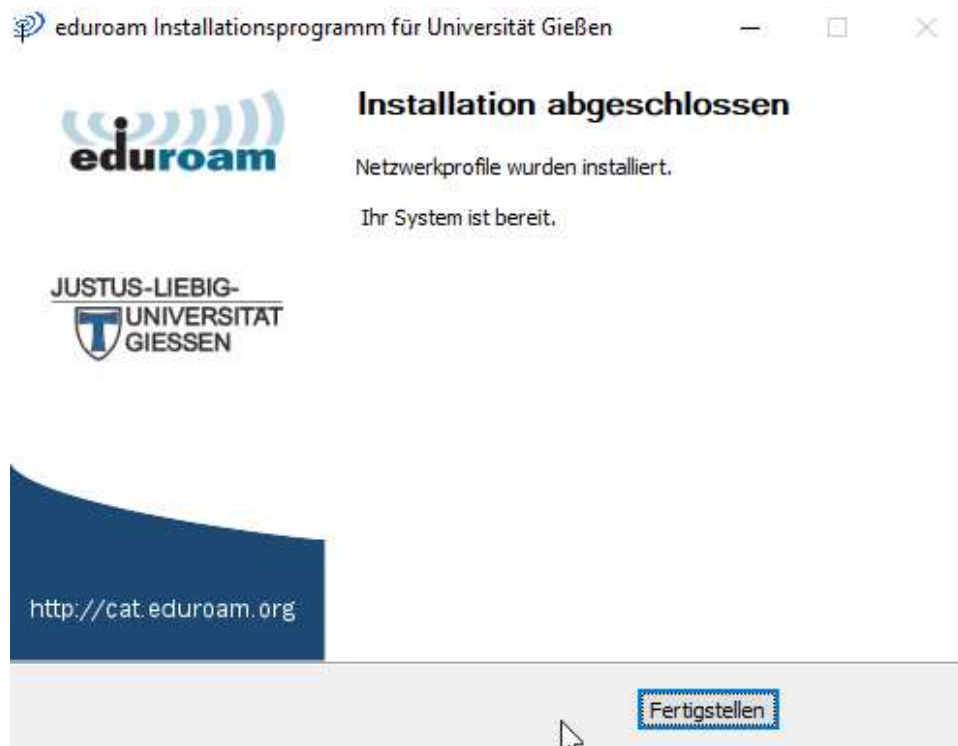 eduroam Installationsprogramm für Universität Gießen
eduroam
Installation abgeschlossen
Netzwerkprofile wurden installiert.
Ihr System ist bereit.
JUSTUS-LIEBIG-
UNIVERSITÄT
GIESSEN
http://cat.eduroam.org
Fertigstellen